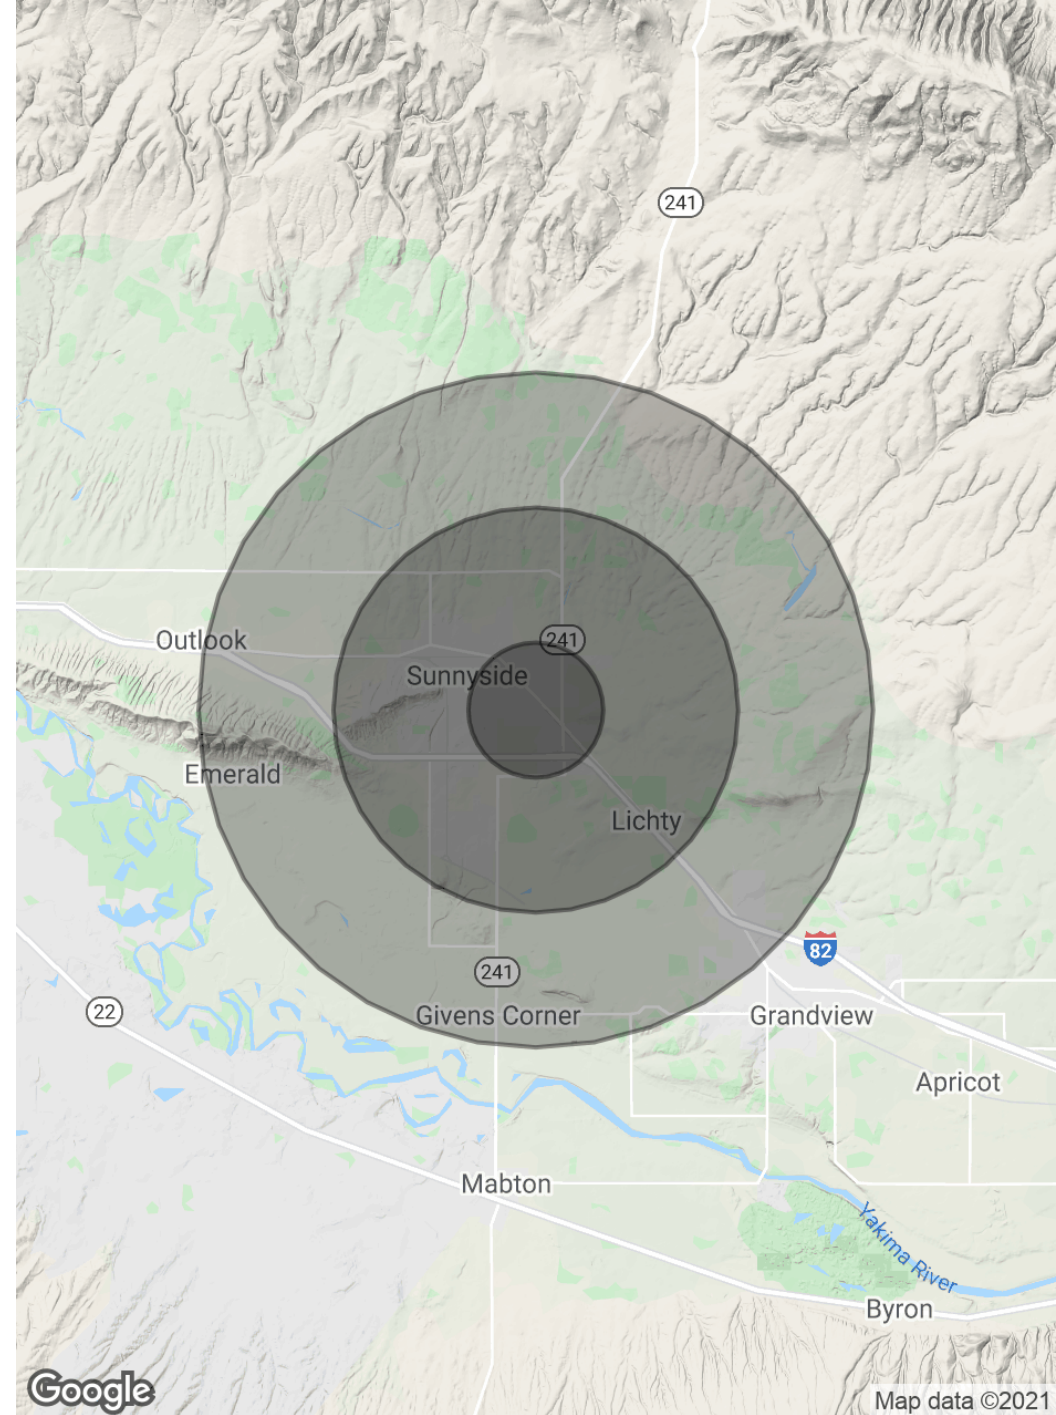 241
Outlook
241
Sunnyside
Emerald
Lichty
82
241
22
Givens Corner
Grandview
Apricot
Mabton
Yakima River
Byron
Google
Map data ©2021